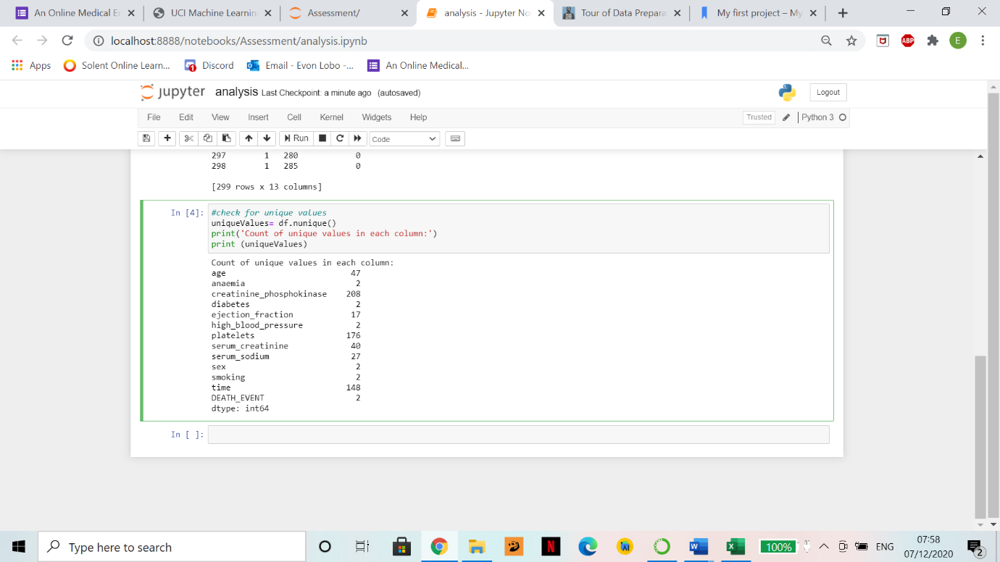 An Online Medical E
UCI Machine Learnin
Assessment/
analysis - Jupyter No
Tour of Data Prepara
My first project – My
localhost:8888/notebooks/Assessment/analysis.ipynb
ABP
E
Apps
Solent Online Learn...
Discord
Email - Evon Lobo -...
An Online Medical...
jupyter analysis Last Checkpoint: a minute ago (autosaved)
Logout
File Edit View Insert Cell Kernel Widgets Help
Trusted
Python 3
Run
Code
297 1 280 0
298 1 285 0
[299 rows x 13 columns]
In [4]:
#check for unique values
uniqueValues= df.nunique()
print('Count of unique values in each column:')
print (uniqueValues)
Count of unique values in each column:
age 47
anaemia 2
creatinine_phosphokinase 208
diabetes 2
ejection_fraction 17
high_blood_pressure 2
platelets 176
serum_creatinine 40
serum_sodium 27
sex 2
smoking 2
time 148
DEATH_EVENT 2
dtype: int64
In [ ]:
Type here to search
N
W
X
100%
ENG
07:58
07/12/2020
2